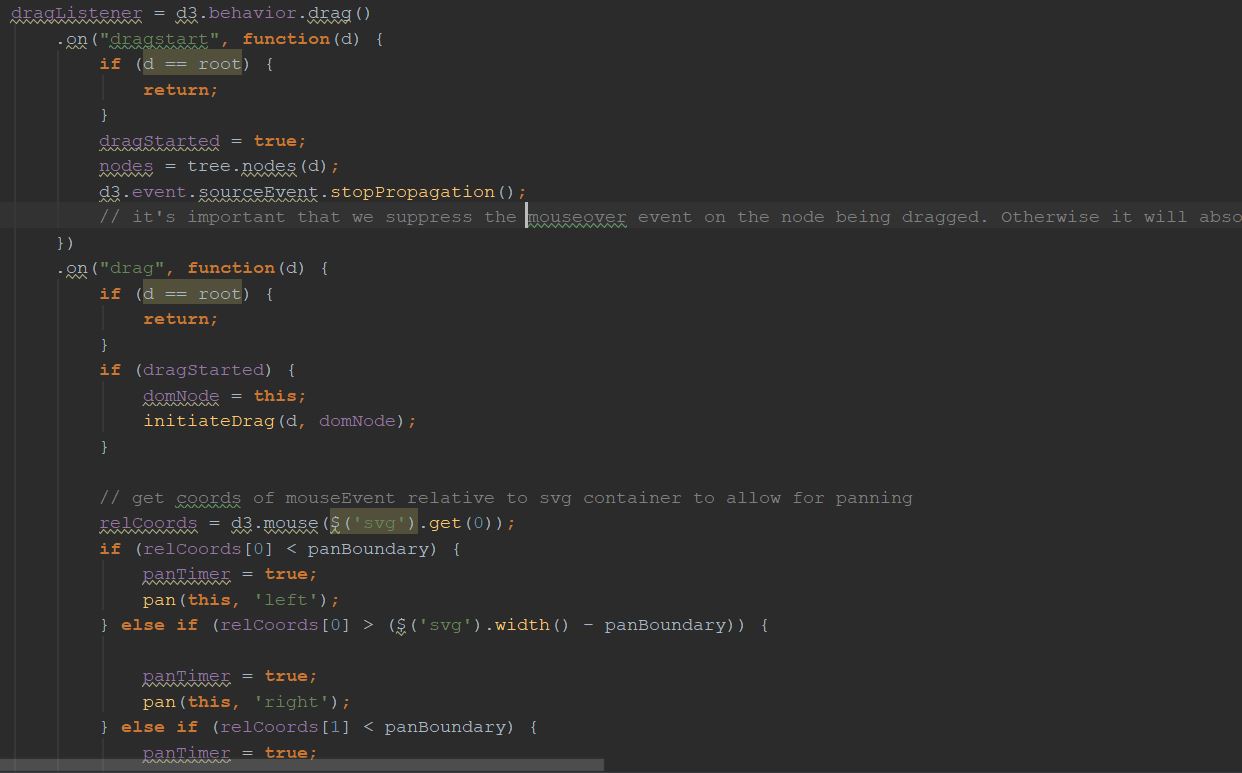 dragListener = d3.behavior.drag()
    .on("dragstart", function(d) {
        if (d == root) {
            return;
        }
        dragStarted = true;
        nodes = tree.nodes(d);
        d3.event.sourceEvent.stopPropagation();
        // it's important that we suppress the mouseover event on the node being dragged. Otherwise it will abso
    })
    .on("drag", function(d) {
        if (d == root) {
            return;
        }
        if (dragStarted) {
            domNode = this;
            initiateDrag(d, domNode);
        }

        // get coords of mouseEvent relative to svg container to allow for panning
        relCoords = d3.mouse($('svg').get(0));
        if (relCoords[0] < panBoundary) {
            panTimer = true;
            pan(this, 'left');
        } else if (relCoords[0] > ($('svg').width() - panBoundary)) {

            panTimer = true;
            pan(this, 'right');
        } else if (relCoords[1] < panBoundary) {
            panTimer = true;